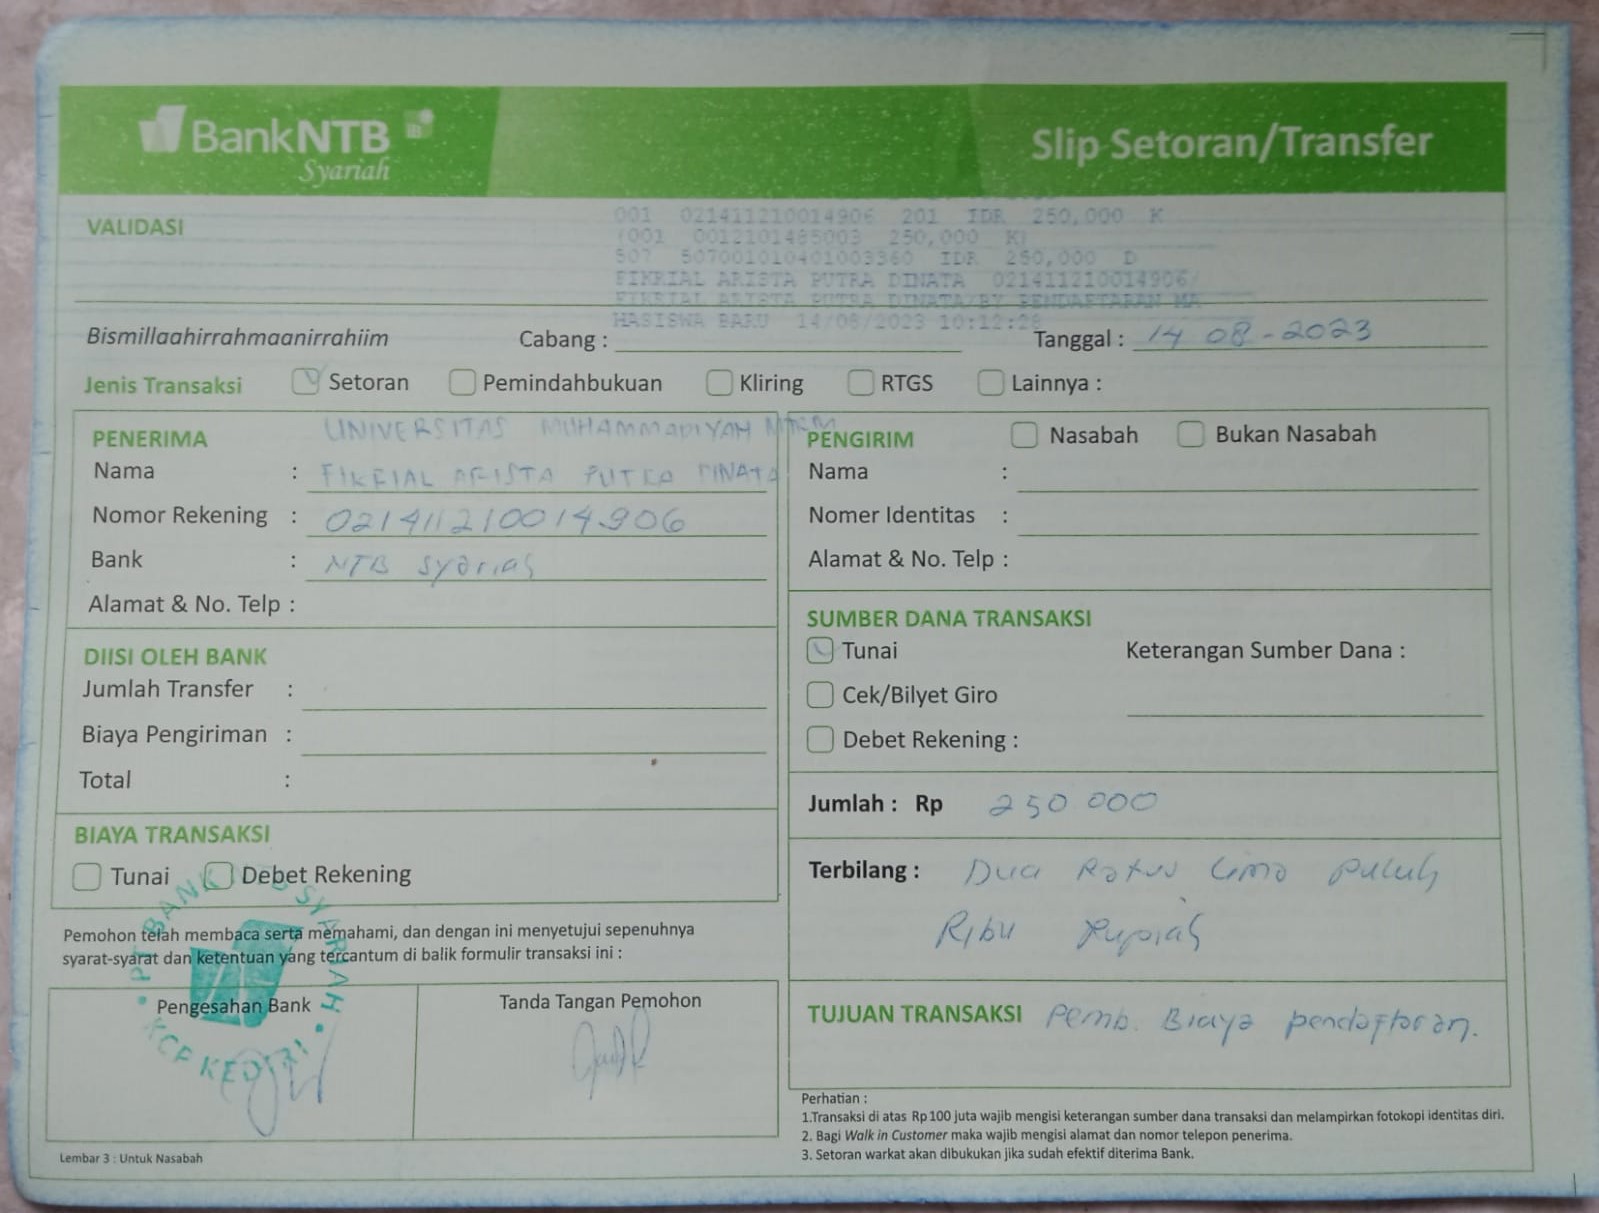 BankNTB
Syariah
Slip Setoran/Transfer
VALIDASI
001 021411210014906 201 IDR 250,000 K
(001 0012101485003 250,000 K)
507 507001010401003360 IDR 250,000 D
FIKRIAL ARISTA PUTRA DINATA 021411210014906/
FIKRIAL ARISTA PUTRA DINATA/BY PENDAFTARAN MA
HASISWA BARU 14/08/2023 10:12:28
Bismillaahirrahmaanirrahiim Cabang : Tanggal : 14 08-2023
Jenis Transaksi Setoran Pemindahbukuan Kliring RTGS Lainnya :
UNIVERSITAS MUHAMMADIYAH MTRM
PENERIMA
Nama : FIKRIAL ARISTA PUTRA DINATA
Nomor Rekening : 021411210014906
Bank : NTB Syariah
Alamat & No. Telp :
PENGIRIM Nasabah Bukan Nasabah
Nama :
Nomer Identitas :
Alamat & No. Telp :
DIISI OLEH BANK
Jumlah Transfer :
Biaya Pengiriman :
Total :
SUMBER DANA TRANSAKSI
Tunai Keterangan Sumber Dana :
Cek/Bilyet Giro
Debet Rekening :
BIAYA TRANSAKSI
Tunai Debet Rekening
Jumlah : Rp 250 000
Terbilang : Dua Ratus Lima Puluh
Ribu Rupiah
Pemohon telah membaca serta memahami, dan dengan ini menyetujui sepenuhnya
syarat-syarat dan ketentuan yang tercantum di balik formulir transaksi ini :
Pengesahan Bank Tanda Tangan Pemohon
PT BANK NTB SYARIAH
KCP KEDIRI
TUJUAN TRANSAKSI Pemb. Biaya pendaftaran.
Perhatian :
1.Transaksi di atas Rp100 juta wajib mengisi keterangan sumber dana transaksi dan melampirkan fotokopi identitas diri.
2. Bagi Walk in Customer maka wajib mengisi alamat dan nomor telepon penerima.
3. Setoran warkat akan dibukukan jika sudah efektif diterima Bank.
Lembar 3 : Untuk Nasabah